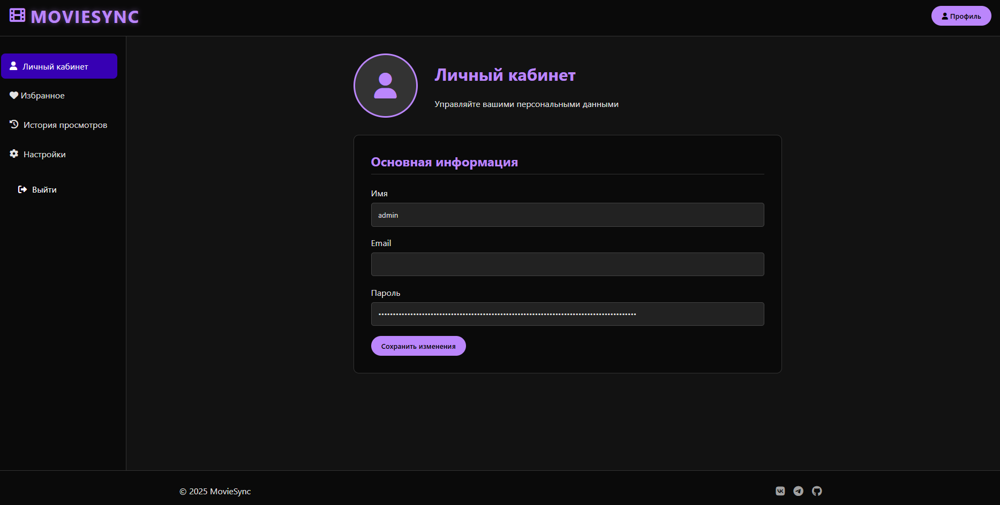 MOVIESYNC
Профиль
Личный кабинет
Избранное
История просмотров
Настройки
Выйти
Личный кабинет
Управляйте вашими персональными данными
Основная информация
Имя
admin
Email
Пароль
Сохранить изменения
© 2025 MovieSync